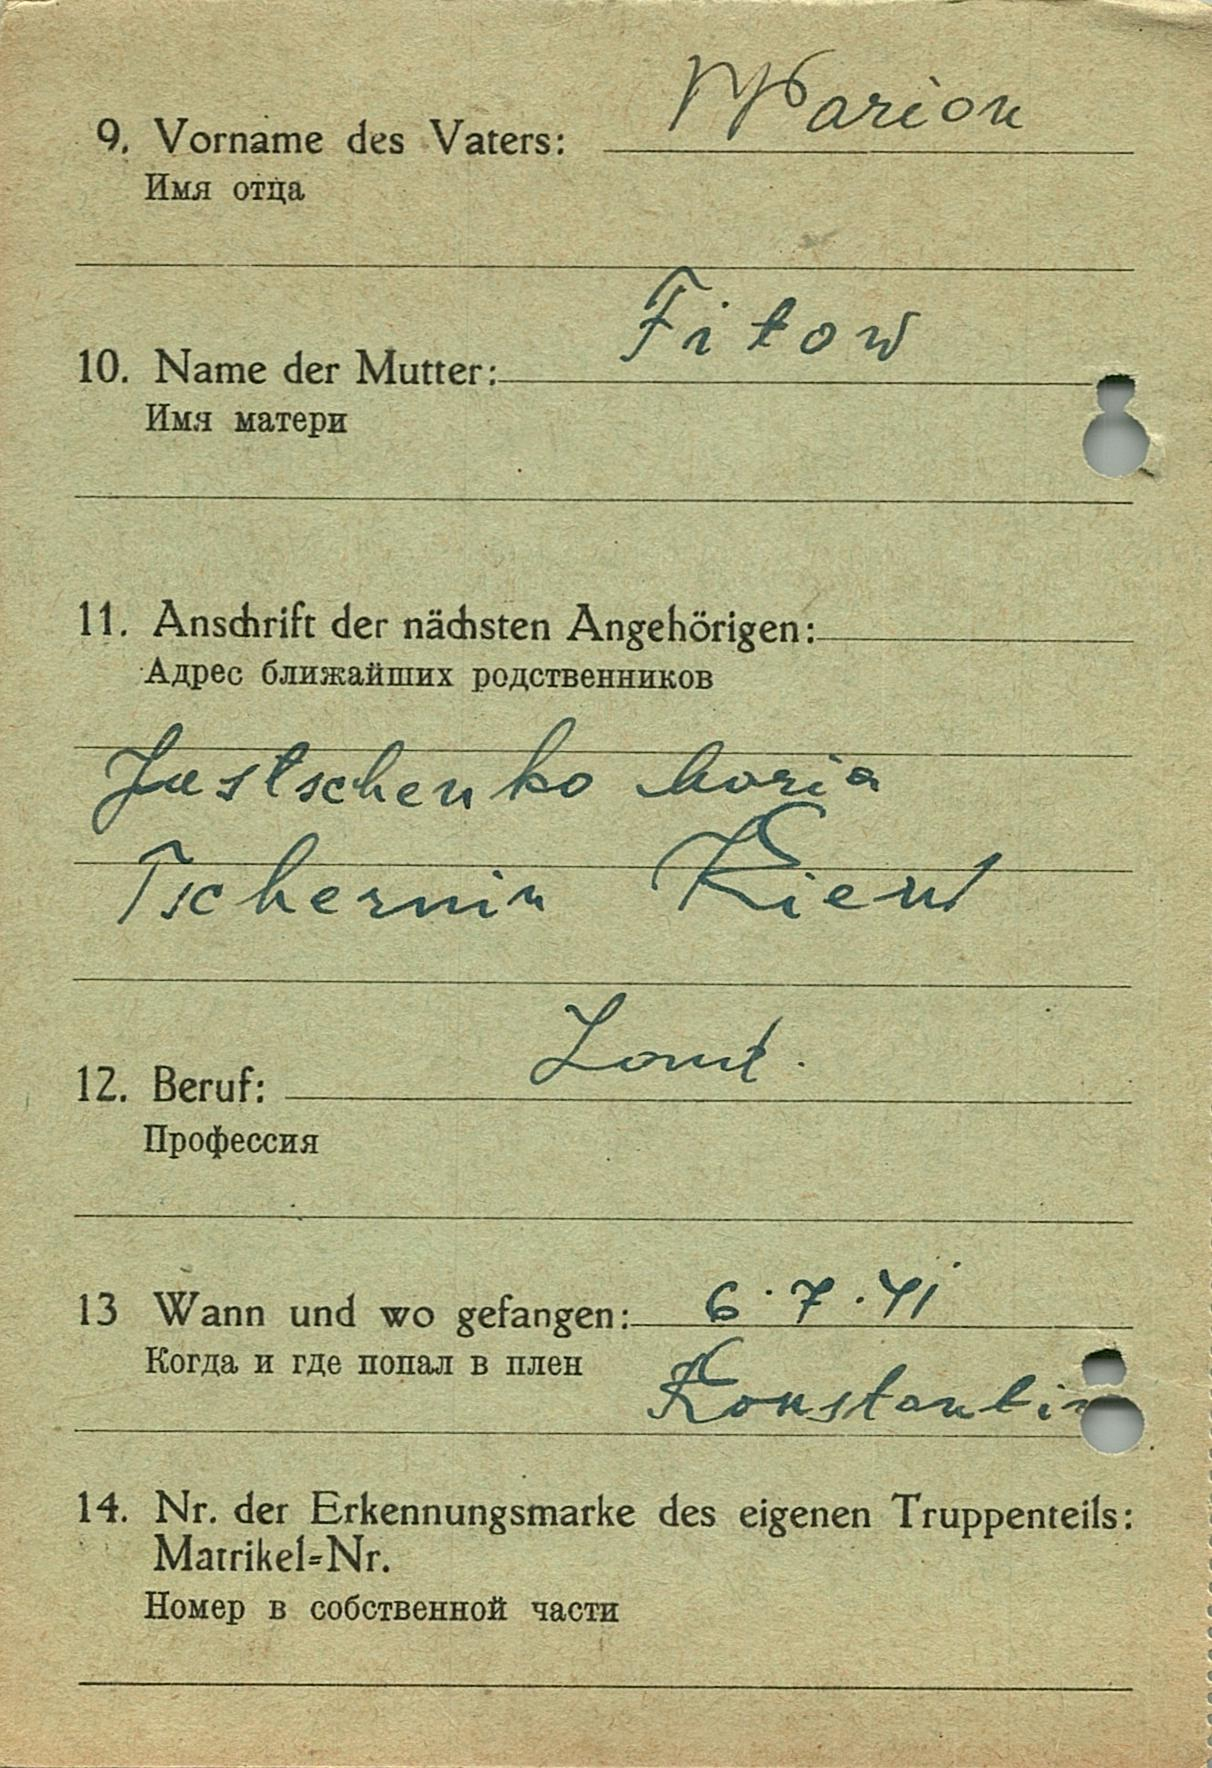 9. Vorname des Vaters: Marion
Имя отца
Fitow
10. Name der Mutter:
Имя матери
11. Anschrift der nächsten Angehörigen:
Адрес ближайших родственников
Justschenko Maria
Tschernin Kiew
Land.
12. Beruf:
Профессия
13 Wann und wo gefangen: 6.7.41
Когда и где попал в плен
Konstantin
14. Nr. der Erkennungsmarke des eigenen Truppenteils:
Matrikel=Nr.
Номер в собственной части